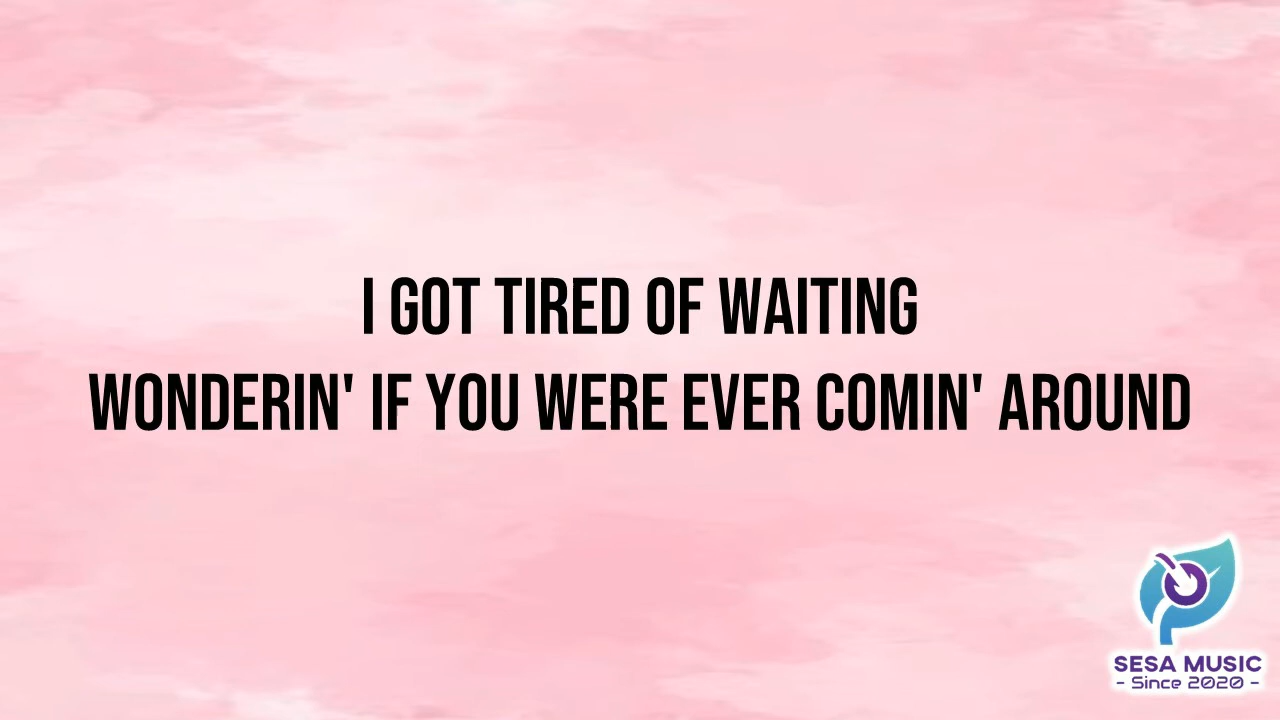 I GOT TIRED OF WAITING
WONDERIN' IF YOU WERE EVER COMIN' AROUND
SESA MUSIC
- Since 2020 -